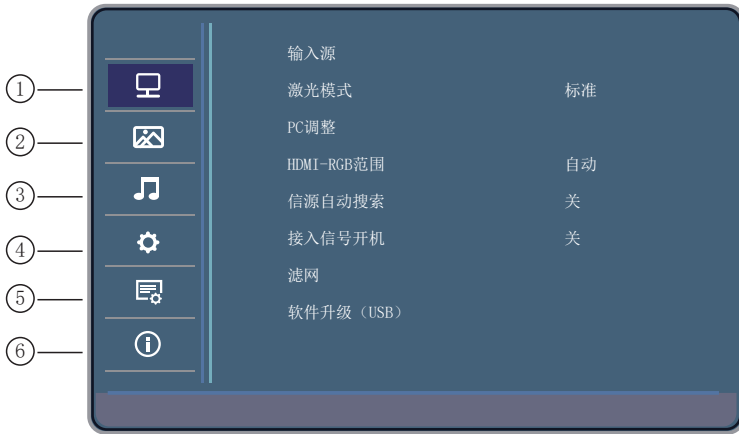 输入源
① 激光模式 标准
② PC调整
HDMI-RGB范围 自动
③ 信源自动搜索 关
④ 接入信号开机 关
滤网
⑤ 软件升级（USB）
⑥